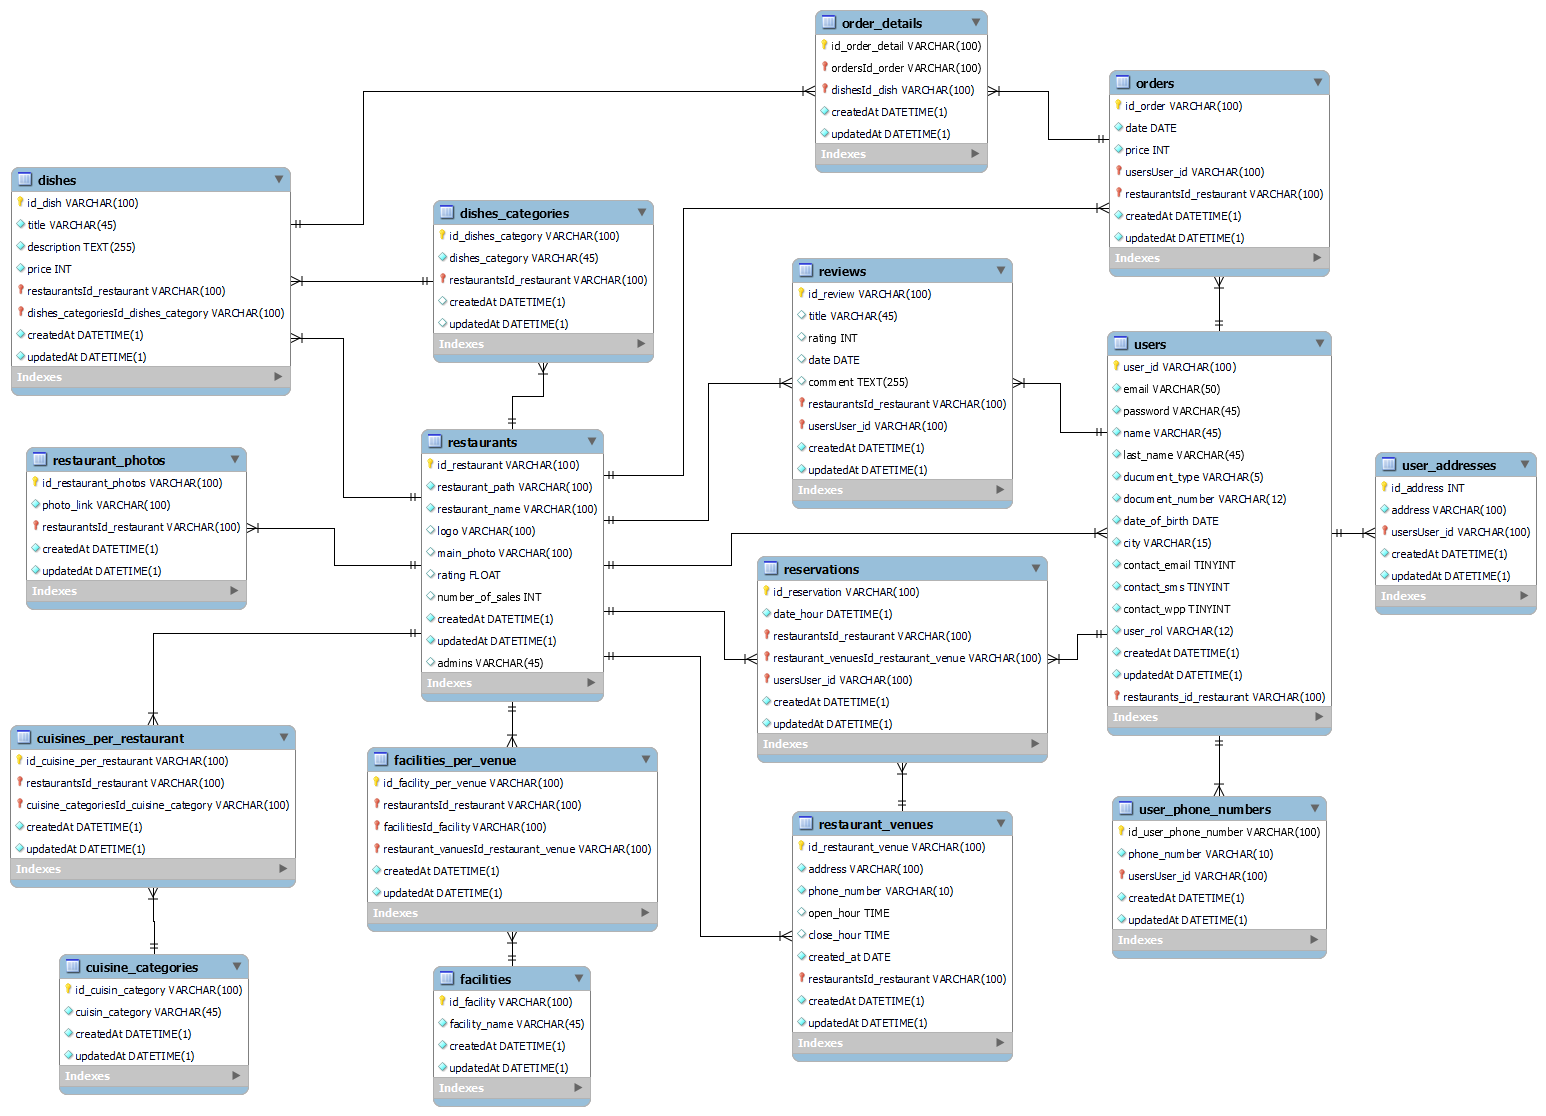 order_details
id_order_detail VARCHAR(100)
ordersId_order VARCHAR(100)
dishesId_dish VARCHAR(100)
createdAt DATETIME(1)
updatedAt DATETIME(1)
Indexes
orders
id_order VARCHAR(100)
date DATE
price INT
usersUser_id VARCHAR(100)
restaurantsId_restaurant VARCHAR(100)
createdAt DATETIME(1)
updatedAt DATETIME(1)
Indexes
dishes
id_dish VARCHAR(100)
title VARCHAR(45)
description TEXT(255)
price INT
restaurantsId_restaurant VARCHAR(100)
dishes_categoriesId_dishes_category VARCHAR(100)
createdAt DATETIME(1)
updatedAt DATETIME(1)
Indexes
dishes_categories
id_dishes_category VARCHAR(100)
dishes_category VARCHAR(45)
restaurantsId_restaurant VARCHAR(100)
createdAt DATETIME(1)
updatedAt DATETIME(1)
Indexes
reviews
id_review VARCHAR(100)
title VARCHAR(45)
rating INT
date DATE
comment TEXT(255)
restaurantsId_restaurant VARCHAR(100)
usersUser_id VARCHAR(100)
createdAt DATETIME(1)
updatedAt DATETIME(1)
Indexes
users
user_id VARCHAR(100)
email VARCHAR(50)
password VARCHAR(45)
name VARCHAR(45)
last_name VARCHAR(45)
ducument_type VARCHAR(5)
document_number VARCHAR(12)
date_of_birth DATE
city VARCHAR(15)
contact_email TINYINT
contact_sms TINYINT
contact_wpp TINYINT
user_rol VARCHAR(12)
createdAt DATETIME(1)
updatedAt DATETIME(1)
restaurants_id_restaurant VARCHAR(100)
Indexes
restaurants
id_restaurant VARCHAR(100)
restaurant_path VARCHAR(100)
restaurant_name VARCHAR(100)
logo VARCHAR(100)
main_photo VARCHAR(100)
rating FLOAT
number_of_sales INT
createdAt DATETIME(1)
updatedAt DATETIME(1)
admins VARCHAR(45)
Indexes
restaurant_photos
id_restaurant_photos VARCHAR(100)
photo_link VARCHAR(100)
restaurantsId_restaurant VARCHAR(100)
createdAt DATETIME(1)
updatedAt DATETIME(1)
Indexes
user_addresses
id_address INT
address VARCHAR(100)
usersUser_id VARCHAR(100)
createdAt DATETIME(1)
updatedAt DATETIME(1)
Indexes
reservations
id_reservation VARCHAR(100)
date_hour DATETIME(1)
restaurantsId_restaurant VARCHAR(100)
restaurant_venuesId_restaurant_venue VARCHAR(100)
usersUser_id VARCHAR(100)
createdAt DATETIME(1)
updatedAt DATETIME(1)
Indexes
cuisines_per_restaurant
id_cuisine_per_restaurant VARCHAR(100)
restaurantsId_restaurant VARCHAR(100)
cuisine_categoriesId_cuisine_category VARCHAR(100)
createdAt DATETIME(1)
updatedAt DATETIME(1)
Indexes
facilities_per_venue
id_facility_per_venue VARCHAR(100)
restaurantsId_restaurant VARCHAR(100)
facilitiesId_facility VARCHAR(100)
restaurant_vanuesId_restaurant_venue VARCHAR(100)
createdAt DATETIME(1)
updatedAt DATETIME(1)
Indexes
user_phone_numbers
id_user_phone_number VARCHAR(100)
phone_number VARCHAR(10)
usersUser_id VARCHAR(100)
createdAt DATETIME(1)
updatedAt DATETIME(1)
Indexes
restaurant_venues
id_restaurant_venue VARCHAR(100)
address VARCHAR(100)
phone_number VARCHAR(10)
open_hour TIME
close_hour TIME
created_at DATE
restaurantsId_restaurant VARCHAR(100)
createdAt DATETIME(1)
updatedAt DATETIME(1)
Indexes
cuisine_categories
id_cuisin_category VARCHAR(100)
cuisin_category VARCHAR(45)
createdAt DATETIME(1)
updatedAt DATETIME(1)
Indexes
facilities
id_facility VARCHAR(100)
facility_name VARCHAR(45)
createdAt DATETIME(1)
updatedAt DATETIME(1)
Indexes